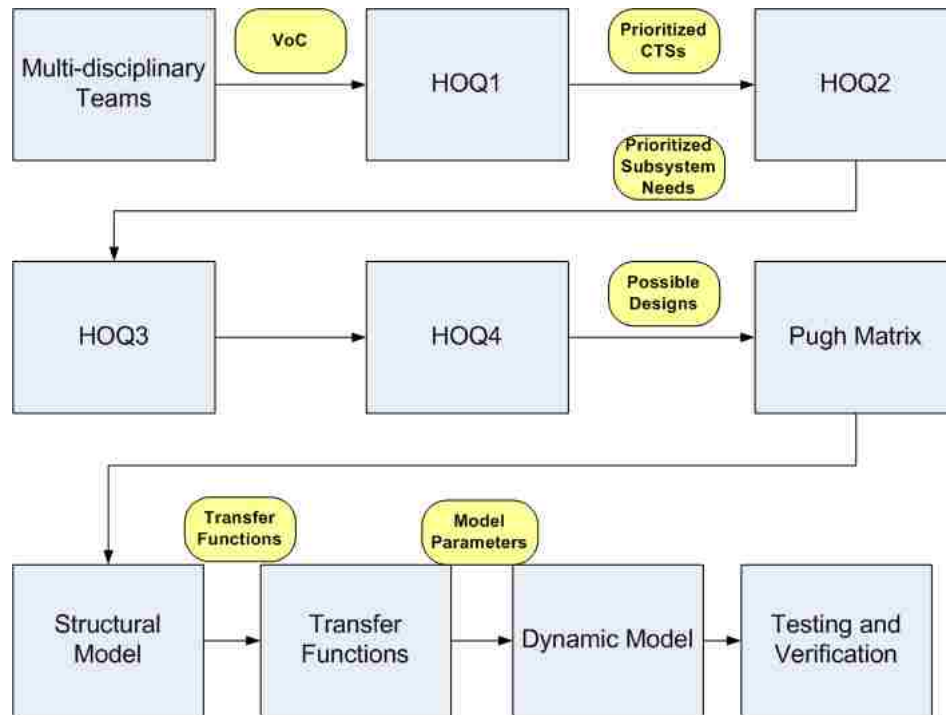 Multi-disciplinary
Teams
VoC
HOQ1
Prioritized
CTSs
HOQ2
Prioritized
Subsystem
Needs
HOQ3
HOQ4
Possible
Designs
Pugh Matrix
Structural
Model
Transfer
Functions
Transfer
Functions
Model
Parameters
Dynamic Model
Testing and
Verification